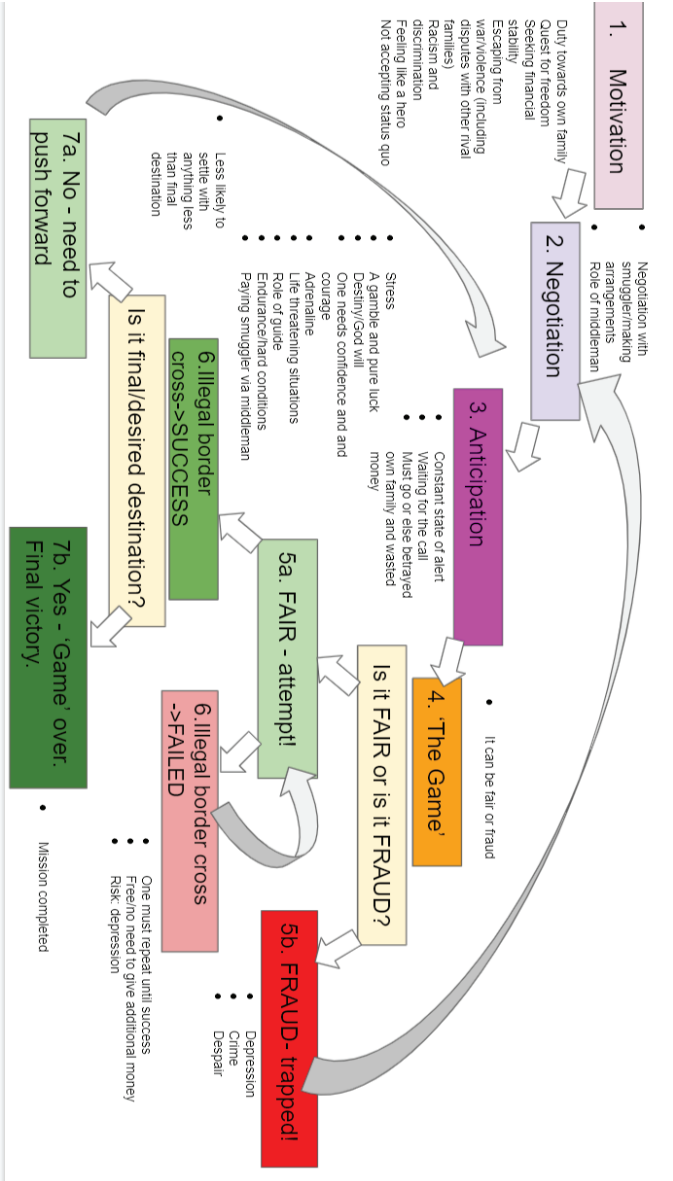 1. Motivation
Duty towards own family
Quest for freedom
Seeking financial
stability
Escaping from
war/violence (including
disputes with other rival
families)
Racism and
discrimination
Feeling like a hero
Not accepting status quo
Negotiation with
smuggler/making
arrangements
Role of middleman
2. Negotiation
3. Anticipation
Constant state of alert
Waiting for the call
Must go or else betrayed
own family and wasted
money
It can be fair or fraud
4. 'The Game'
Is it FAIR or is it FRAUD?
5a. FAIR - attempt!
5b. FRAUD- trapped!
Depression
Crime
Despair
Stress
A gamble and pure luck
Destiny/God will
One needs confidence and and
courage
Adrenaline
Life threatening situations
Role of guide
Endurance/hard conditions
Paying smuggler via middleman
6.Illegal border
cross->SUCCESS
6.Illegal border cross
->FAILED
One must repeat until success
Free/no need to give additional money
Risk: depression
Is it final/desired destination?
Less likely to
settle with
anything less
than final
destination
7a. No - need to
push forward
7b. Yes - 'Game' over.
Final victory.
Mission completed